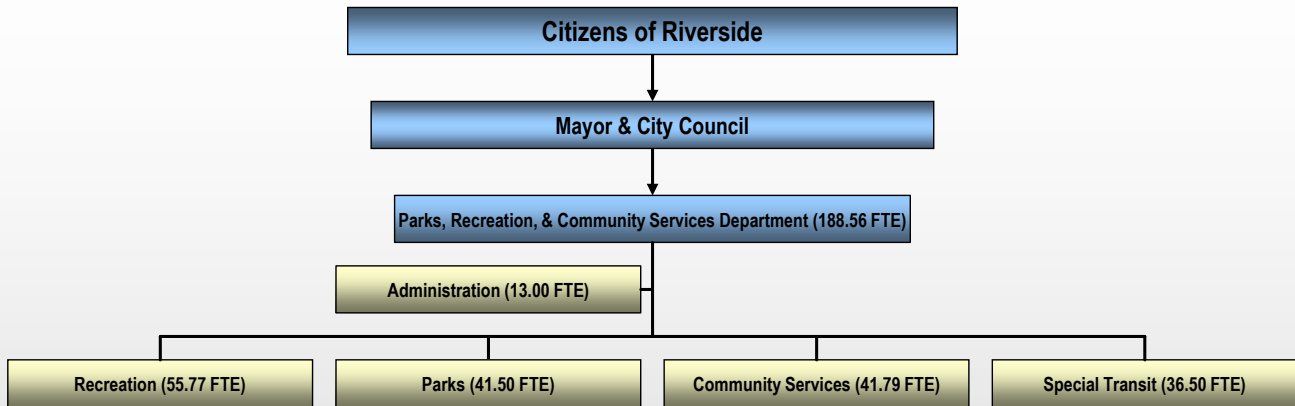 Citizens of Riverside
Mayor & City Council
Parks, Recreation, & Community Services Department (188.56 FTE)
Administration (13.00 FTE)
Recreation (55.77 FTE)
Parks (41.50 FTE)
Community Services (41.79 FTE)
Special Transit (36.50 FTE)